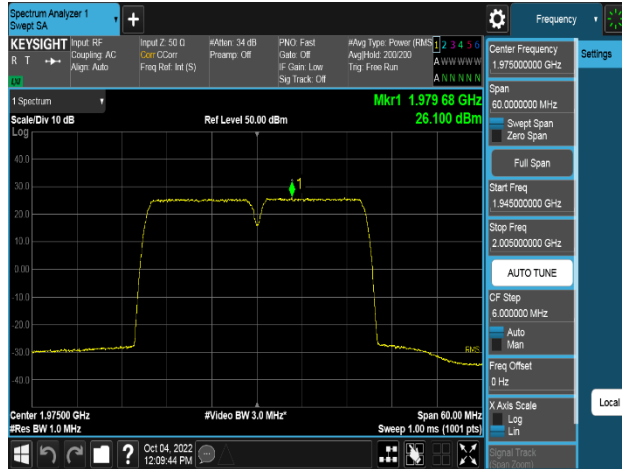 Spectrum Analyzer 1
Swept SA
+
Frequency
KEYSIGHT
R T
Input: RF
Coupling: AC
Align: Auto
Input Z: 50 Ω
Corr CCorr
Freq Ref: Int (S)
#Atten: 34 dB
Preamp: Off
PNO: Fast
Gate: Off
IF Gain: Low
Sig Track: Off
#Avg Type: Power (RMS
Avg|Hold: 200/200
Trig: Free Run
1 2 3 4 5 6
A W W W W W
A N N N N N
1 Spectrum
Scale/Div 10 dB
Log
Ref Level 50.00 dBm
Mkr1 1.979 68 GHz
26.100 dBm
40.0
30.0
20.0
10.0
0.00
-10.0
-20.0
-30.0
-40.0
1
RMS
Center 1.97500 GHz
#Res BW 1.0 MHz
#Video BW 3.0 MHz*
Span 60.00 MHz
Sweep 1.00 ms (1001 pts)
?
Oct 04, 2022
12:09:44 PM
Center Frequency
1.975000000 GHz
Span
60.0000000 MHz
Swept Span
Zero Span
Full Span
Start Freq
1.945000000 GHz
Stop Freq
2.005000000 GHz
AUTO TUNE
CF Step
6.000000 MHz
Auto
Man
Freq Offset
0 Hz
X Axis Scale
Log
Lin
Signal Track
(Span Zoom)
Settings
Local